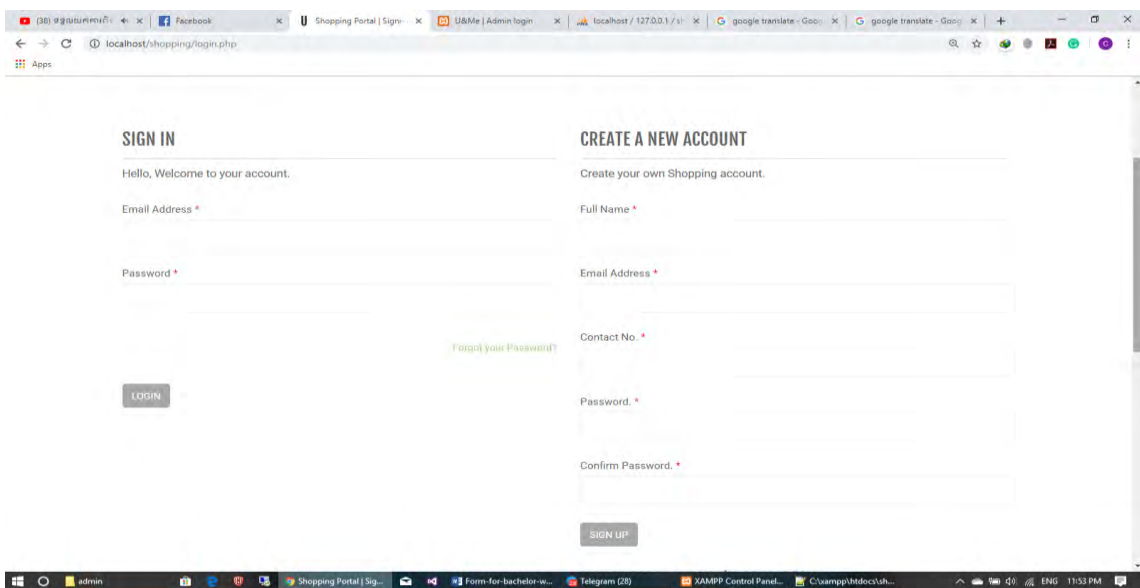 (38)
Facebook
Shopping Portal | Signi
U&Me | Admin login
localhost / 127.0.0.1 / sh
google translate - Goog
google translate - Goog
localhost/shopping/login.php
Apps
SIGN IN
Hello, Welcome to your account.
Email Address *
Password *
Forgot your Password?
LOGIN
CREATE A NEW ACCOUNT
Create your own Shopping account.
Full Name *
Email Address *
Contact No. *
Password. *
Confirm Password. *
SIGN UP
admin
Shopping Portal | Sig...
Form-for-bachelor-w...
Telegram (28)
XAMPP Control Panel...
C:\xampp\htdocs\sh...
ENG
11:53 PM